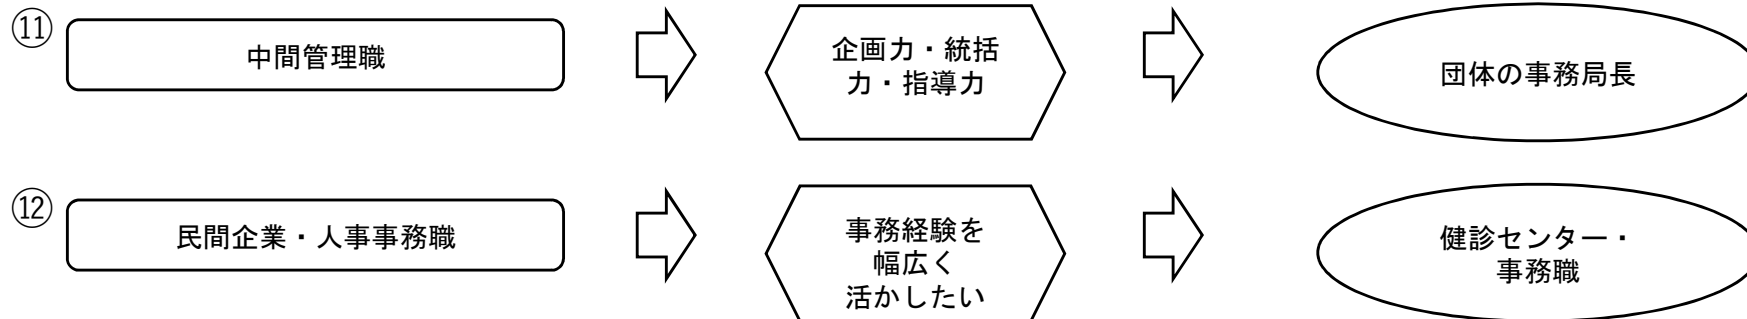 ⑪
中間管理職
企画力・統括
力・指導力
団体の事務局長
⑫
民間企業・人事事務職
事務経験を
幅広く
活かしたい
健診センター・
事務職